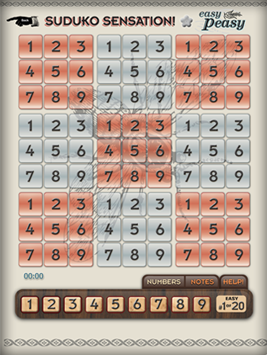 SUDUKO SENSATION!
easy
Peasy
1 2 3 1 2 3 1 2 3
4 5 6 4 5 6 4 5 6
7 8 9 7 8 9 7 8 9
1 2 3 1 2 3 1 2 3
4 5 6 4 5 6 4 5 6
7 8 9 7 8 9 7 8 9
1 2 3 1 2 3 1 2 3
4 5 6 4 5 6 4 5 6
7 8 9 7 8 9 7 8 9
00:00
NUMBERS NOTES HELP!
1 2 3 4 5 6 7 8 9
EASY
#1-20